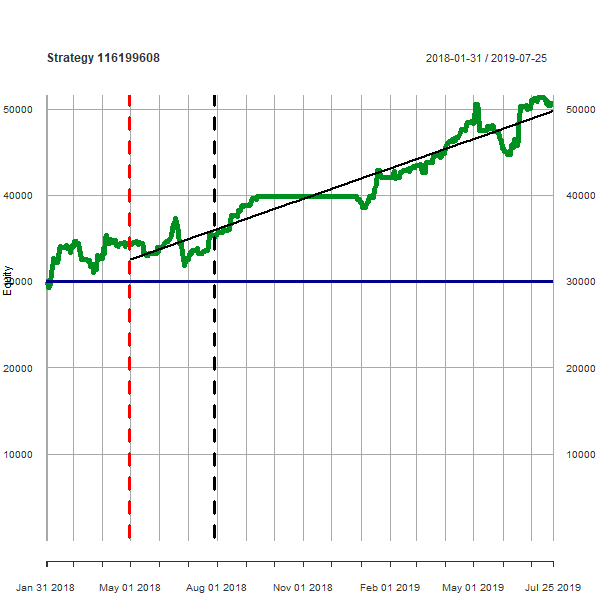 Strategy 116199608
2018-01-31 / 2019-07-25
50000 50000
40000 40000
Equity
30000 30000
20000 20000
10000 10000
Jan 31 2018 May 01 2018 Aug 01 2018 Nov 01 2018 Feb 01 2019 May 01 2019 Jul 25 2019